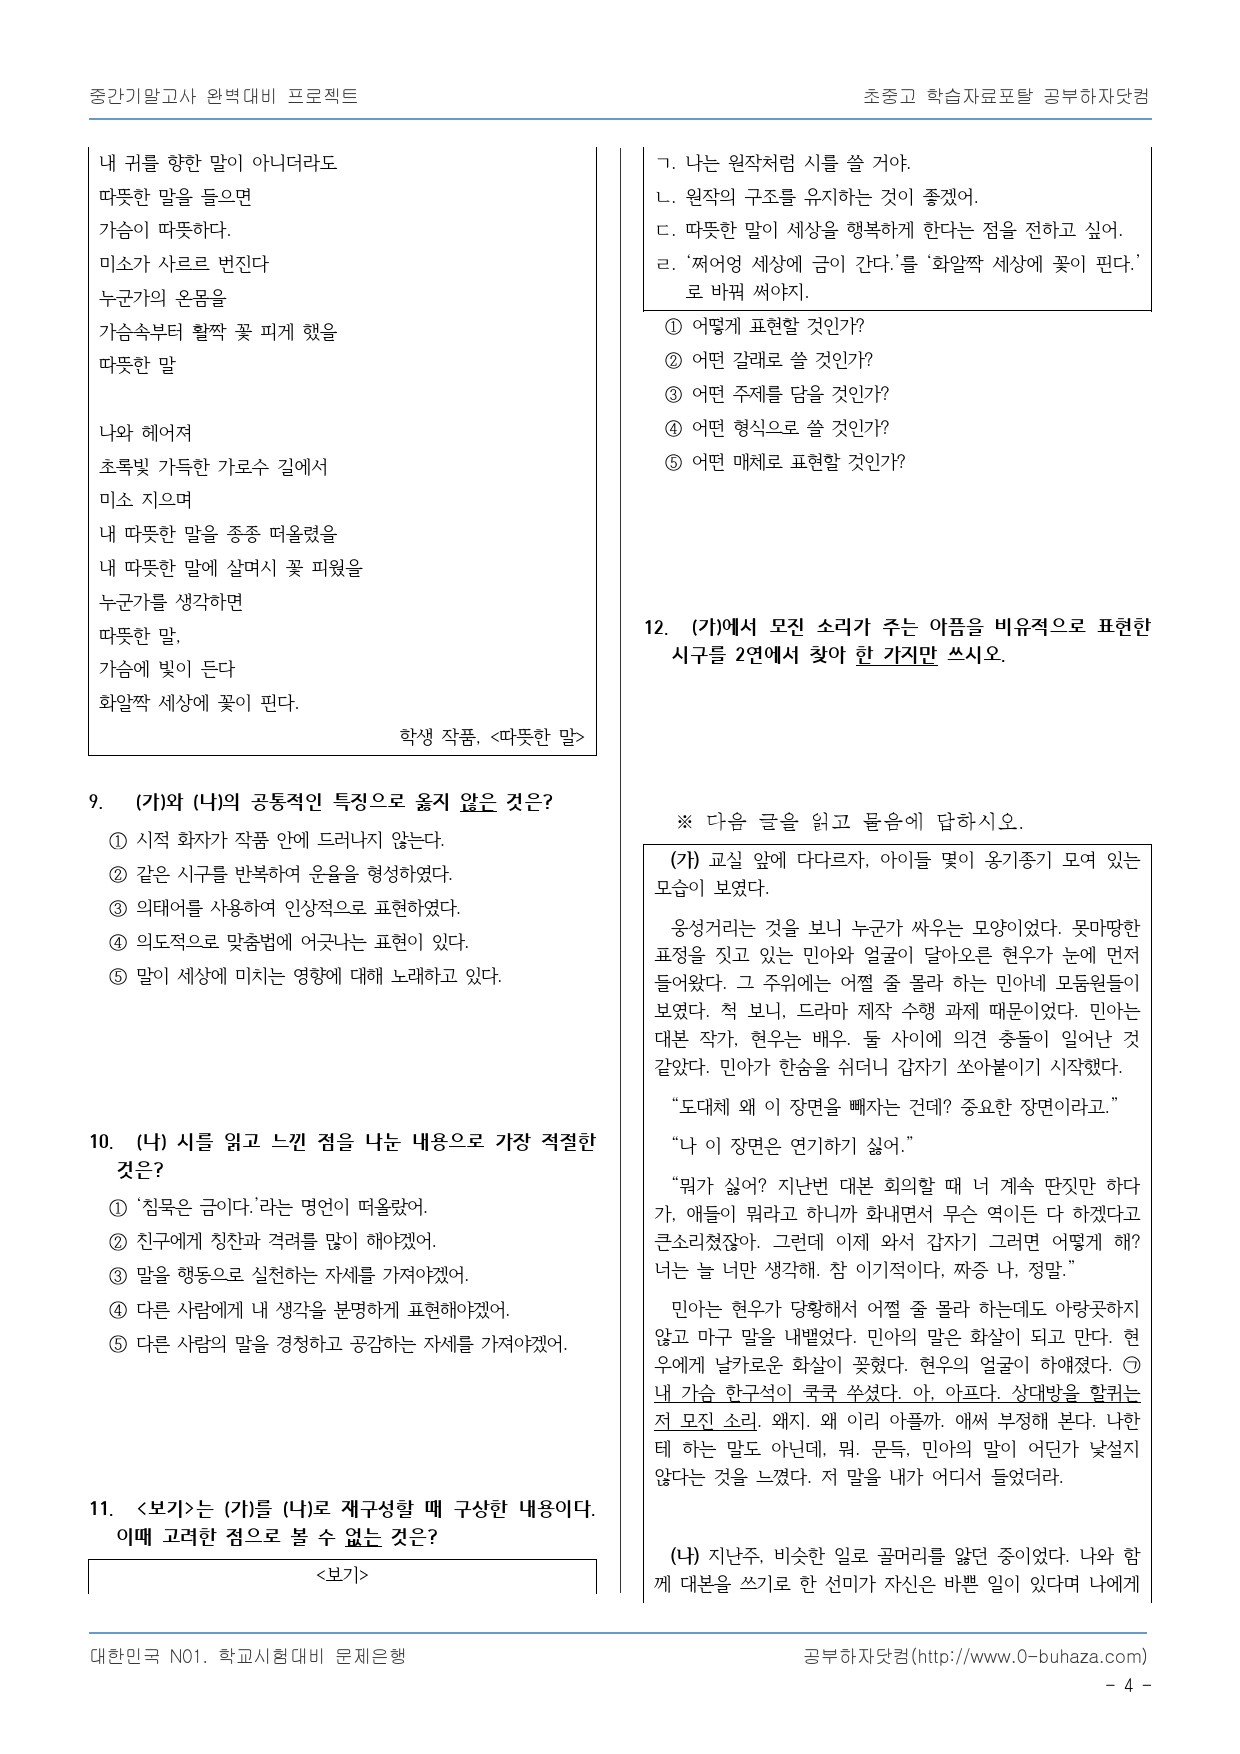 중간기말고사 완벽대비 프로젝트
초중고 학습자료포탈 공부하자닷컴
내 귀를 향한 말이 아니더라도
따뜻한 말을 들으면
가슴이 따뜻하다.
미소가 사르르 번진다
누군가의 온몸을
가슴속부터 활짝 꽃 피게 했을
따뜻한 말
나와 헤어져
초록빛 가득한 가로수 길에서
미소 지으며
내 따뜻한 말을 종종 떠올렸을
내 따뜻한 말에 살며시 꽃 피웠을
누군가를 생각하면
따뜻한 말,
가슴에 빛이 든다
화알짝 세상에 꽃이 핀다.
학생 작품, <따뜻한 말>
9. (가)와 (나)의 공통적인 특징으로 옳지 않은 것은?
① 시적 화자가 작품 안에 드러나지 않는다.
② 같은 시구를 반복하여 운율을 형성하였다.
③ 의태어를 사용하여 인상적으로 표현하였다.
④ 의도적으로 맞춤법에 어긋나는 표현이 있다.
⑤ 말이 세상에 미치는 영향에 대해 노래하고 있다.
10. (나) 시를 읽고 느낀 점을 나눈 내용으로 가장 적절한
것은?
① ‘침묵은 금이다.’라는 명언이 떠올랐어.
② 친구에게 칭찬과 격려를 많이 해야겠어.
③ 말을 행동으로 실천하는 자세를 가져야겠어.
④ 다른 사람에게 내 생각을 분명하게 표현해야겠어.
⑤ 다른 사람의 말을 경청하고 공감하는 자세를 가져야겠어.
11. <보기>는 (가)를 (나)로 재구성할 때 구상한 내용이다.
이때 고려한 점으로 볼 수 없는 것은?
<보기>
ㄱ. 나는 원작처럼 시를 쓸 거야.
ㄴ. 원작의 구조를 유지하는 것이 좋겠어.
ㄷ. 따뜻한 말이 세상을 행복하게 한다는 점을 전하고 싶어.
ㄹ. ‘쩌어엉 세상에 금이 간다.’를 ‘화알짝 세상에 꽃이 핀다.’
로 바꿔 써야지.
① 어떻게 표현할 것인가?
② 어떤 갈래로 쓸 것인가?
③ 어떤 주제를 담을 것인가?
④ 어떤 형식으로 쓸 것인가?
⑤ 어떤 매체로 표현할 것인가?
12. (가)에서 모진 소리가 주는 아픔을 비유적으로 표현한
시구를 2연에서 찾아 한 가지만 쓰시오.
※ 다음 글을 읽고 물음에 답하시오.
(가) 교실 앞에 다다르자, 아이들 몇이 옹기종기 모여 있는
모습이 보였다.
웅성거리는 것을 보니 누군가 싸우는 모양이었다. 못마땅한
표정을 짓고 있는 민아와 얼굴이 달아오른 현우가 눈에 먼저
들어왔다. 그 주위에는 어쩔 줄 몰라 하는 민아네 모둠원들이
보였다. 척 보니, 드라마 제작 수행 과제 때문이었다. 민아는
대본 작가, 현우는 배우. 둘 사이에 의견 충돌이 일어난 것
같았다. 민아가 한숨을 쉬더니 갑자기 쏘아붙이기 시작했다.
“도대체 왜 이 장면을 빼자는 건데? 중요한 장면이라고.”
“나 이 장면은 연기하기 싫어.”
“뭐가 싫어? 지난번 대본 회의할 때 너 계속 딴짓만 하다
가, 애들이 뭐라고 하니까 화내면서 무슨 역이든 다 하겠다고
큰소리쳤잖아. 그런데 이제 와서 갑자기 그러면 어떻게 해?
너는 늘 너만 생각해. 참 이기적이다, 짜증 나, 정말.”
민아는 현우가 당황해서 어쩔 줄 몰라 하는데도 아랑곳하지
않고 마구 말을 내뱉었다. 민아의 말은 화살이 되고 만다. 현
우에게 날카로운 화살이 꽂혔다. 현우의 얼굴이 하얘졌다. ㉠
내 가슴 한구석이 쿡쿡 쑤셨다. 아, 아프다. 상대방을 할퀴는
저 모진 소리. 왜지. 왜 이리 아플까. 애써 부정해 본다. 나한
테 하는 말도 아닌데, 뭐. 문득, 민아의 말이 어딘가 낯설지
않다는 것을 느꼈다. 저 말을 내가 어디서 들었더라.
(나) 지난주, 비슷한 일로 골머리를 앓던 중이었다. 나와 함
께 대본을 쓰기로 한 선미가 자신은 바쁜 일이 있다며 나에게
대한민국 N01. 학교시험대비 문제은행
공부하자닷컴(http://www.0-buhaza.com)
- 4 -